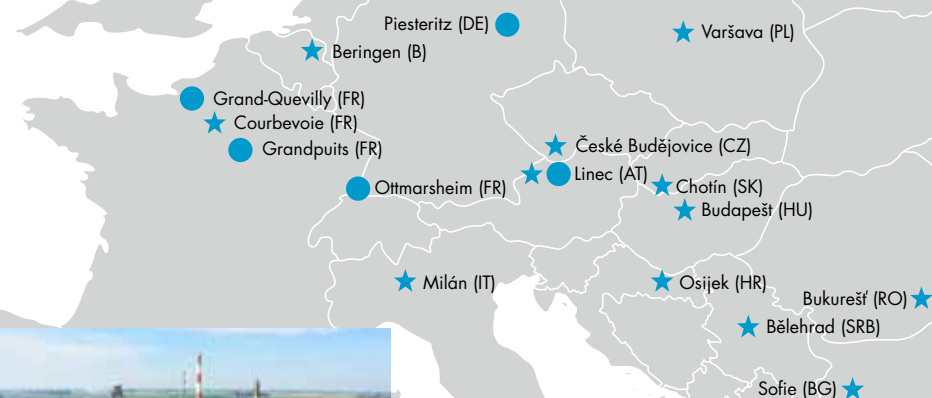 Piesteritz (DE)
Varšava (PL)
Beringen (B)
Grand-Quevilly (FR)
Courbevoie (FR)
Grandpuits (FR)
České Budějovice (CZ)
Linec (AT)
Ottmarsheim (FR)
Chotín (SK)
Budapešt (HU)
Milán (IT)
Osijek (HR)
Bukurešť (RO)
Bělehrad (SRB)
Sofie (BG)